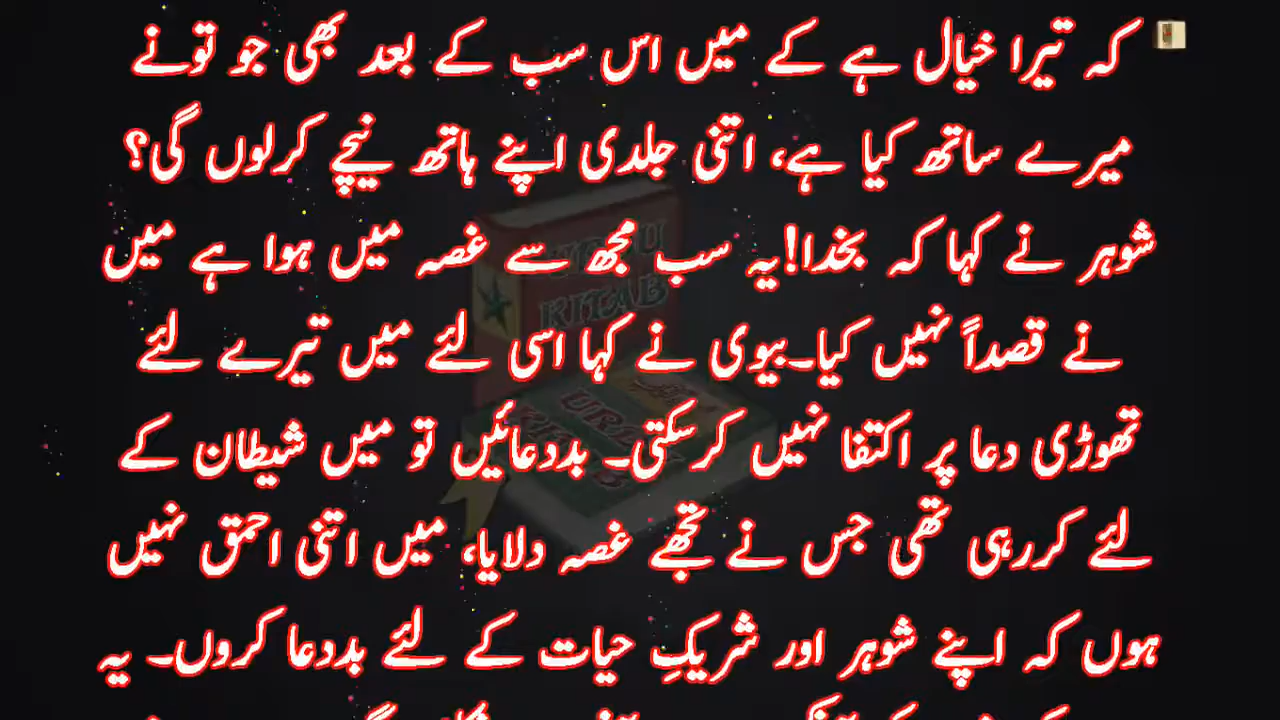 کہ تیرا خیال ہے کے میں اس سب کے بعد بھی جو تونے
میرے ساتھ کیا ہے، اتنی جلدی اپنے ہاتھ نیچے کرلوں گی؟
شوہر نے کہا کہ بخدا!یہ سب مجھ سے غصہ میں ہوا ہے میں
نے قصداً نہیں کیا۔بیوی نے کہا اسی لئے میں تیرے لئے
تھوڑی دعا پر اکتفا نہیں کرسکتی۔ بددعائیں تو میں شیطان کے
لئے کررہی تھی جس نے تجھے غصہ دلایا، میں اتنی احمق نہیں
ہوں کہ اپنے شوہر اور شریکِ حیات کے لئے بددعا کروں۔ یہ
URDU
KITAB